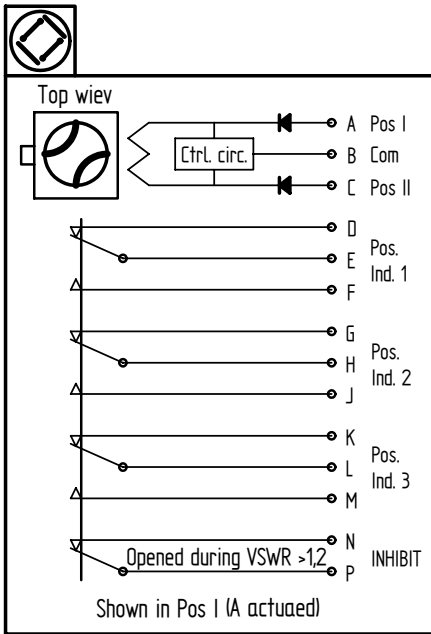 Top wiev
A Pos I
Ctrl. circ.
B Com
C Pos II
D
E
F
Pos.
Ind. 1
G
H
J
Pos.
Ind. 2
K
L
M
Pos.
Ind. 3
N
Opened during VSWR >1,2
P
INHIBIT
Shown in Pos I (A actuaed)